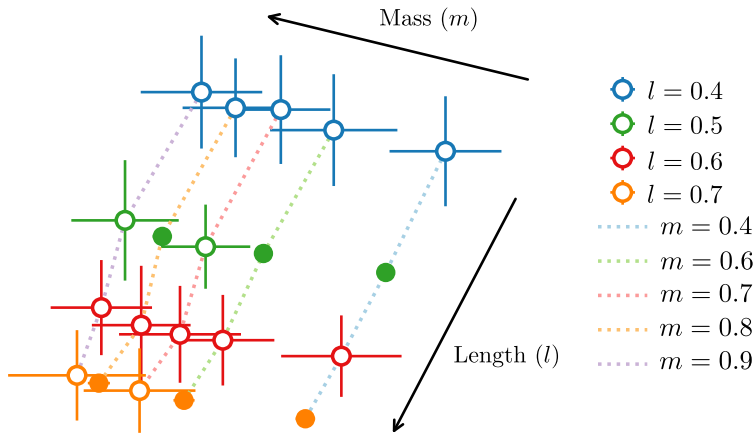 Mass (m)
Length (l)
l = 0.4
l = 0.5
l = 0.6
l = 0.7
m = 0.4
m = 0.6
m = 0.7
m = 0.8
m = 0.9